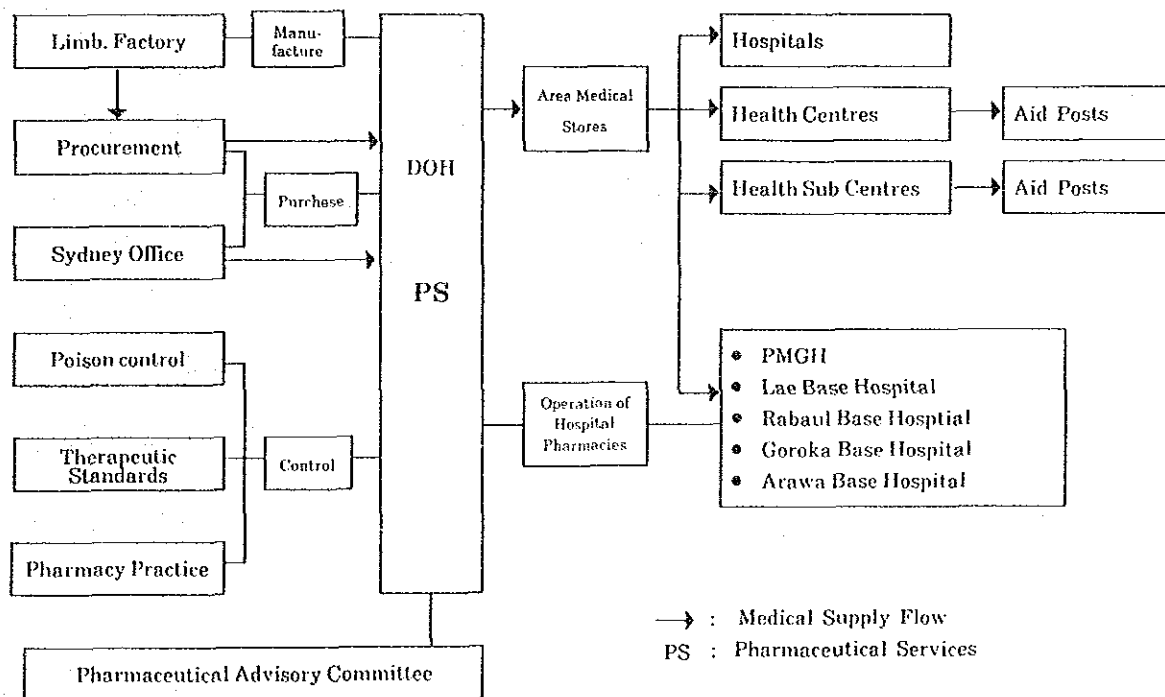 Limb. Factory
Manu-
facture
Procurement
Purchase
Sydney Office
Poison control
Therapeutic
Standards
Control
Pharmacy Practice
Pharmaceutical Advisory Committee
DOH
PS
Area Medical
Stores
Operation of
Hospital
Pharmacies
Hospitals
Health Centres
Aid Posts
Health Sub Centres
Aid Posts
• PMGH
• Lae Base Hospital
• Rabaul Base Hosptial
• Goroka Base Hospital
• Arawa Base Hospital
→ : Medical Supply Flow
PS : Pharmaceutical Services